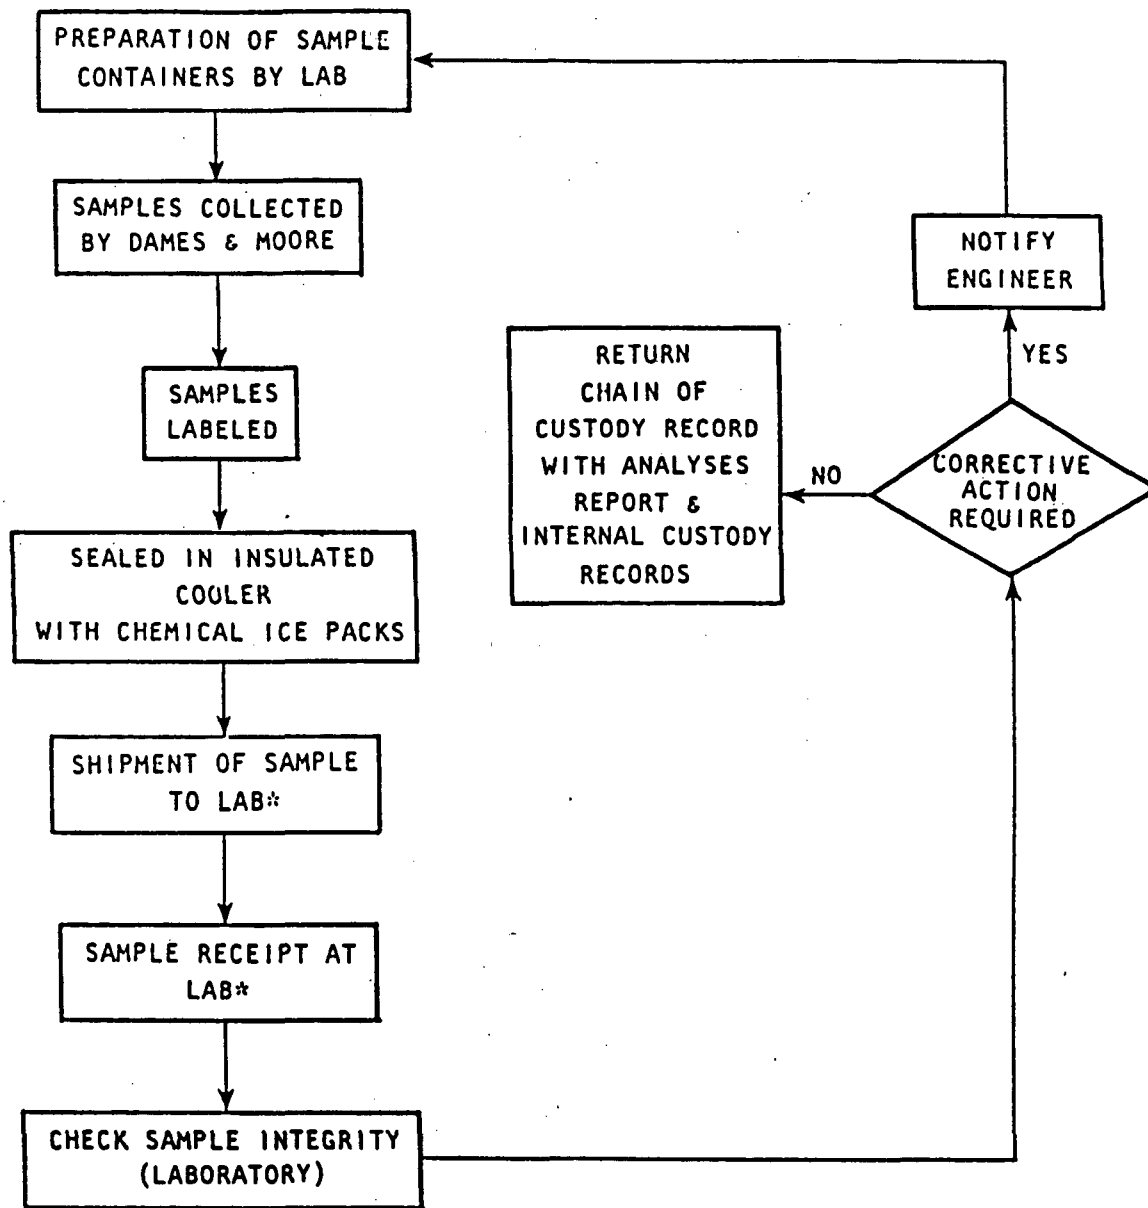 PREPARATION OF SAMPLE
CONTAINERS BY LAB
SAMPLES COLLECTED
BY DAMES & MOORE
SAMPLES
LABELED
SEALED IN INSULATED
COOLER
WITH CHEMICAL ICE PACKS
SHIPMENT OF SAMPLE
TO LAB*
SAMPLE RECEIPT AT
LAB*
CHECK SAMPLE INTEGRITY
(LABORATORY)
CORRECTIVE
ACTION
REQUIRED
YES
NOTIFY
ENGINEER
NO
RETURN
CHAIN OF
CUSTODY RECORD
WITH ANALYSES
REPORT &
INTERNAL CUSTODY
RECORDS